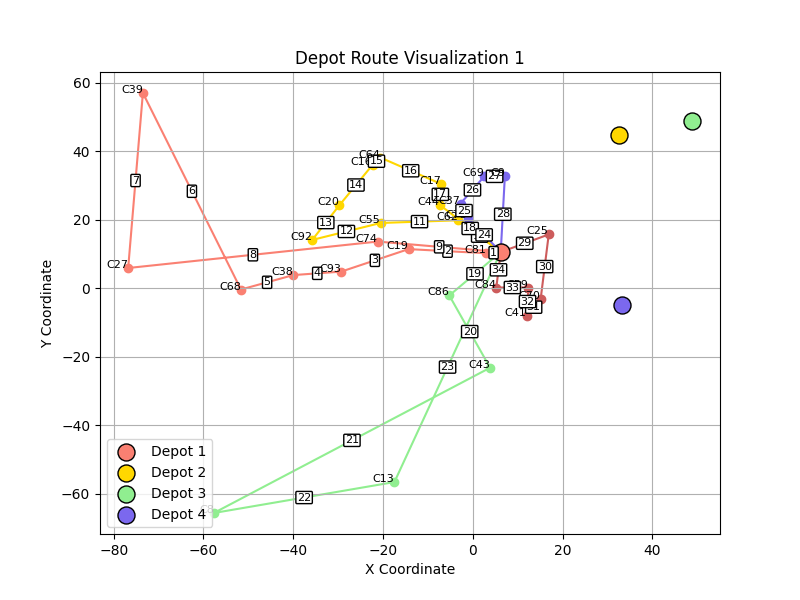 Depot Route Visualization 1
60
40
20
0
−20
−40
−60
Y Coordinate
−80
−60
−40
−20
0
20
40
X Coordinate
C39
7
6
C27
8
C68
5
C38
4
C93
3
C19
C74
9
2
C81
1
C64
15
14
16
C17
17
C20
13
C92
12
C55
11
C44
C37
C62
18
C69
27
26
25
24
28
C25
29
30
34
C84
33
32
C41
19
C86
20
C43
23
21
C13
22
Depot 1
Depot 2
Depot 3
Depot 4